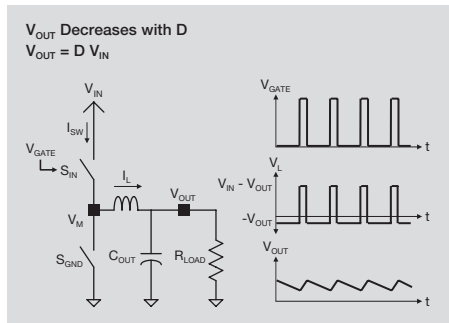 VOUT Decreases with D
VOUT = D VIN
VIN
ISW
VGATE
SIN
IL
VOUT
VM
SGND
COUT
RLOAD
VGATE
t
VL
VIN - VOUT
-VOUT
t
VOUT
t